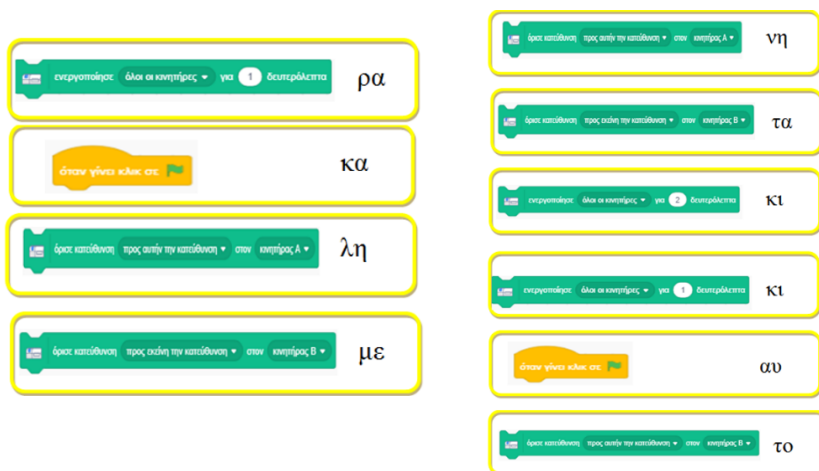 ενεργοποίησε όλοι οι κινητήρες για 1 δευτερόλεπτα ρα
όταν γίνει κλικ σε κα
όρισε κατεύθυνση προς αυτήν την κατεύθυνση στον κινητήρας A λη
όρισε κατεύθυνση προς εκείνη την κατεύθυνση στον κινητήρας B με
όρισε κατεύθυνση προς αυτήν την κατεύθυνση στον κινητήρας A νη
όρισε κατεύθυνση προς εκείνη την κατεύθυνση στον κινητήρας B τα
ενεργοποίησε όλοι οι κινητήρες για 2 δευτερόλεπτα κι
ενεργοποίησε όλοι οι κινητήρες για 1 δευτερόλεπτα κι
όταν γίνει κλικ σε αυ
όρισε κατεύθυνση προς αυτήν την κατεύθυνση στον κινητήρας B το